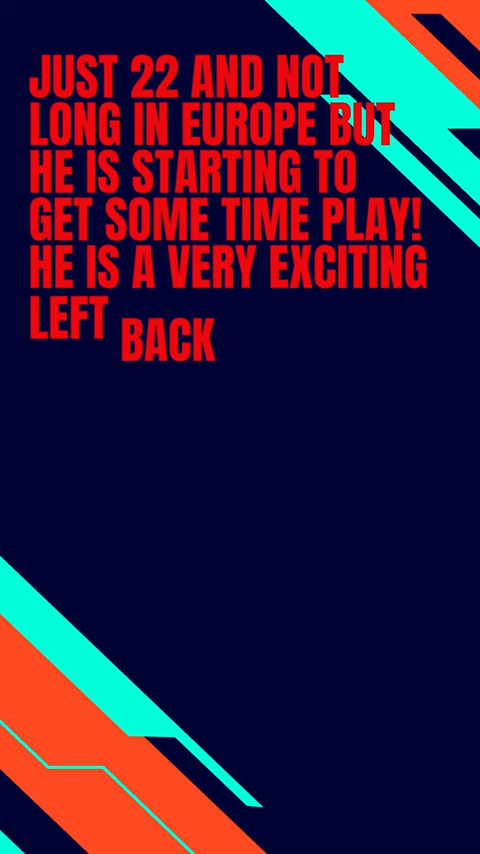 JUST 22 AND NOT
LONG IN EUROPE BUT
HE IS STARTING TO
GET SOME TIME PLAY!
HE IS A VERY EXCITING
LEFT BACK